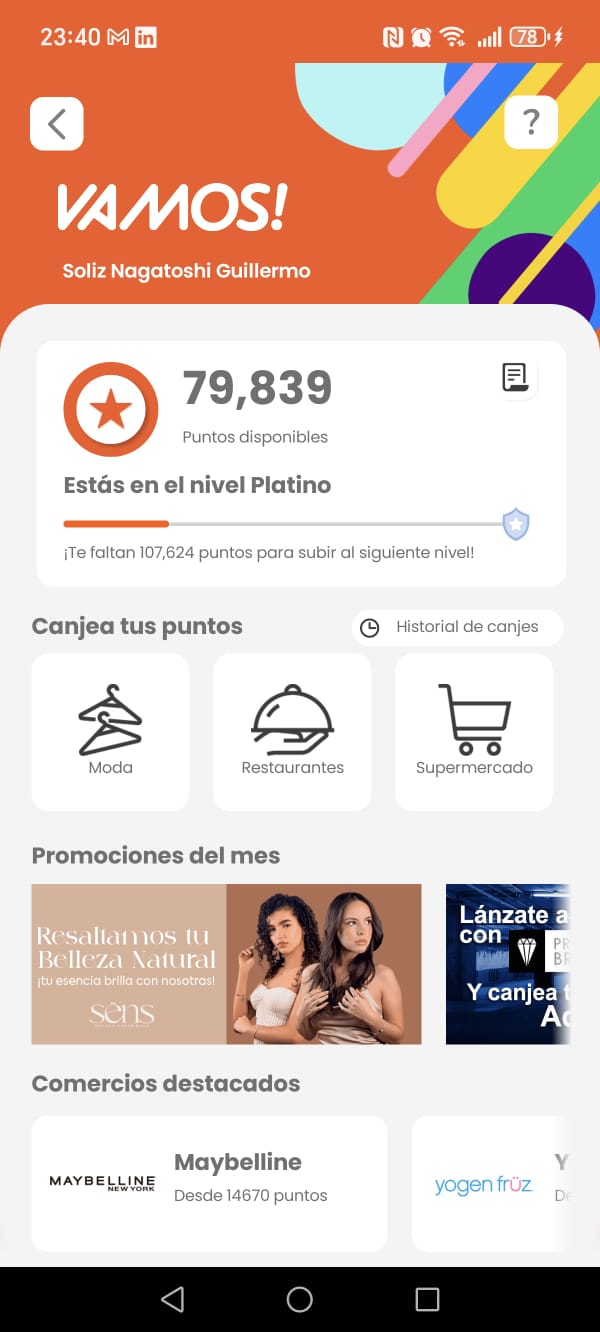 23:40
78
?
VAMOS!
Soliz Nagatoshi Guillermo
79,839
Puntos disponibles
Estás en el nivel Platino
¡Te faltan 107,624 puntos para subir al siguiente nivel!
Canjea tus puntos
Historial de canjes
Moda
Restaurantes
Supermercado
Promociones del mes
Resaltamos tu
Belleza Natural
¡tu esencia brilla con nosotras!
sens
Lánzate a
con
PR
BR
Y canjea t
Ac
Comercios destacados
MAYBELLINE
NEW YORK
Maybelline
Desde 14670 puntos
yogen früz
Y
De